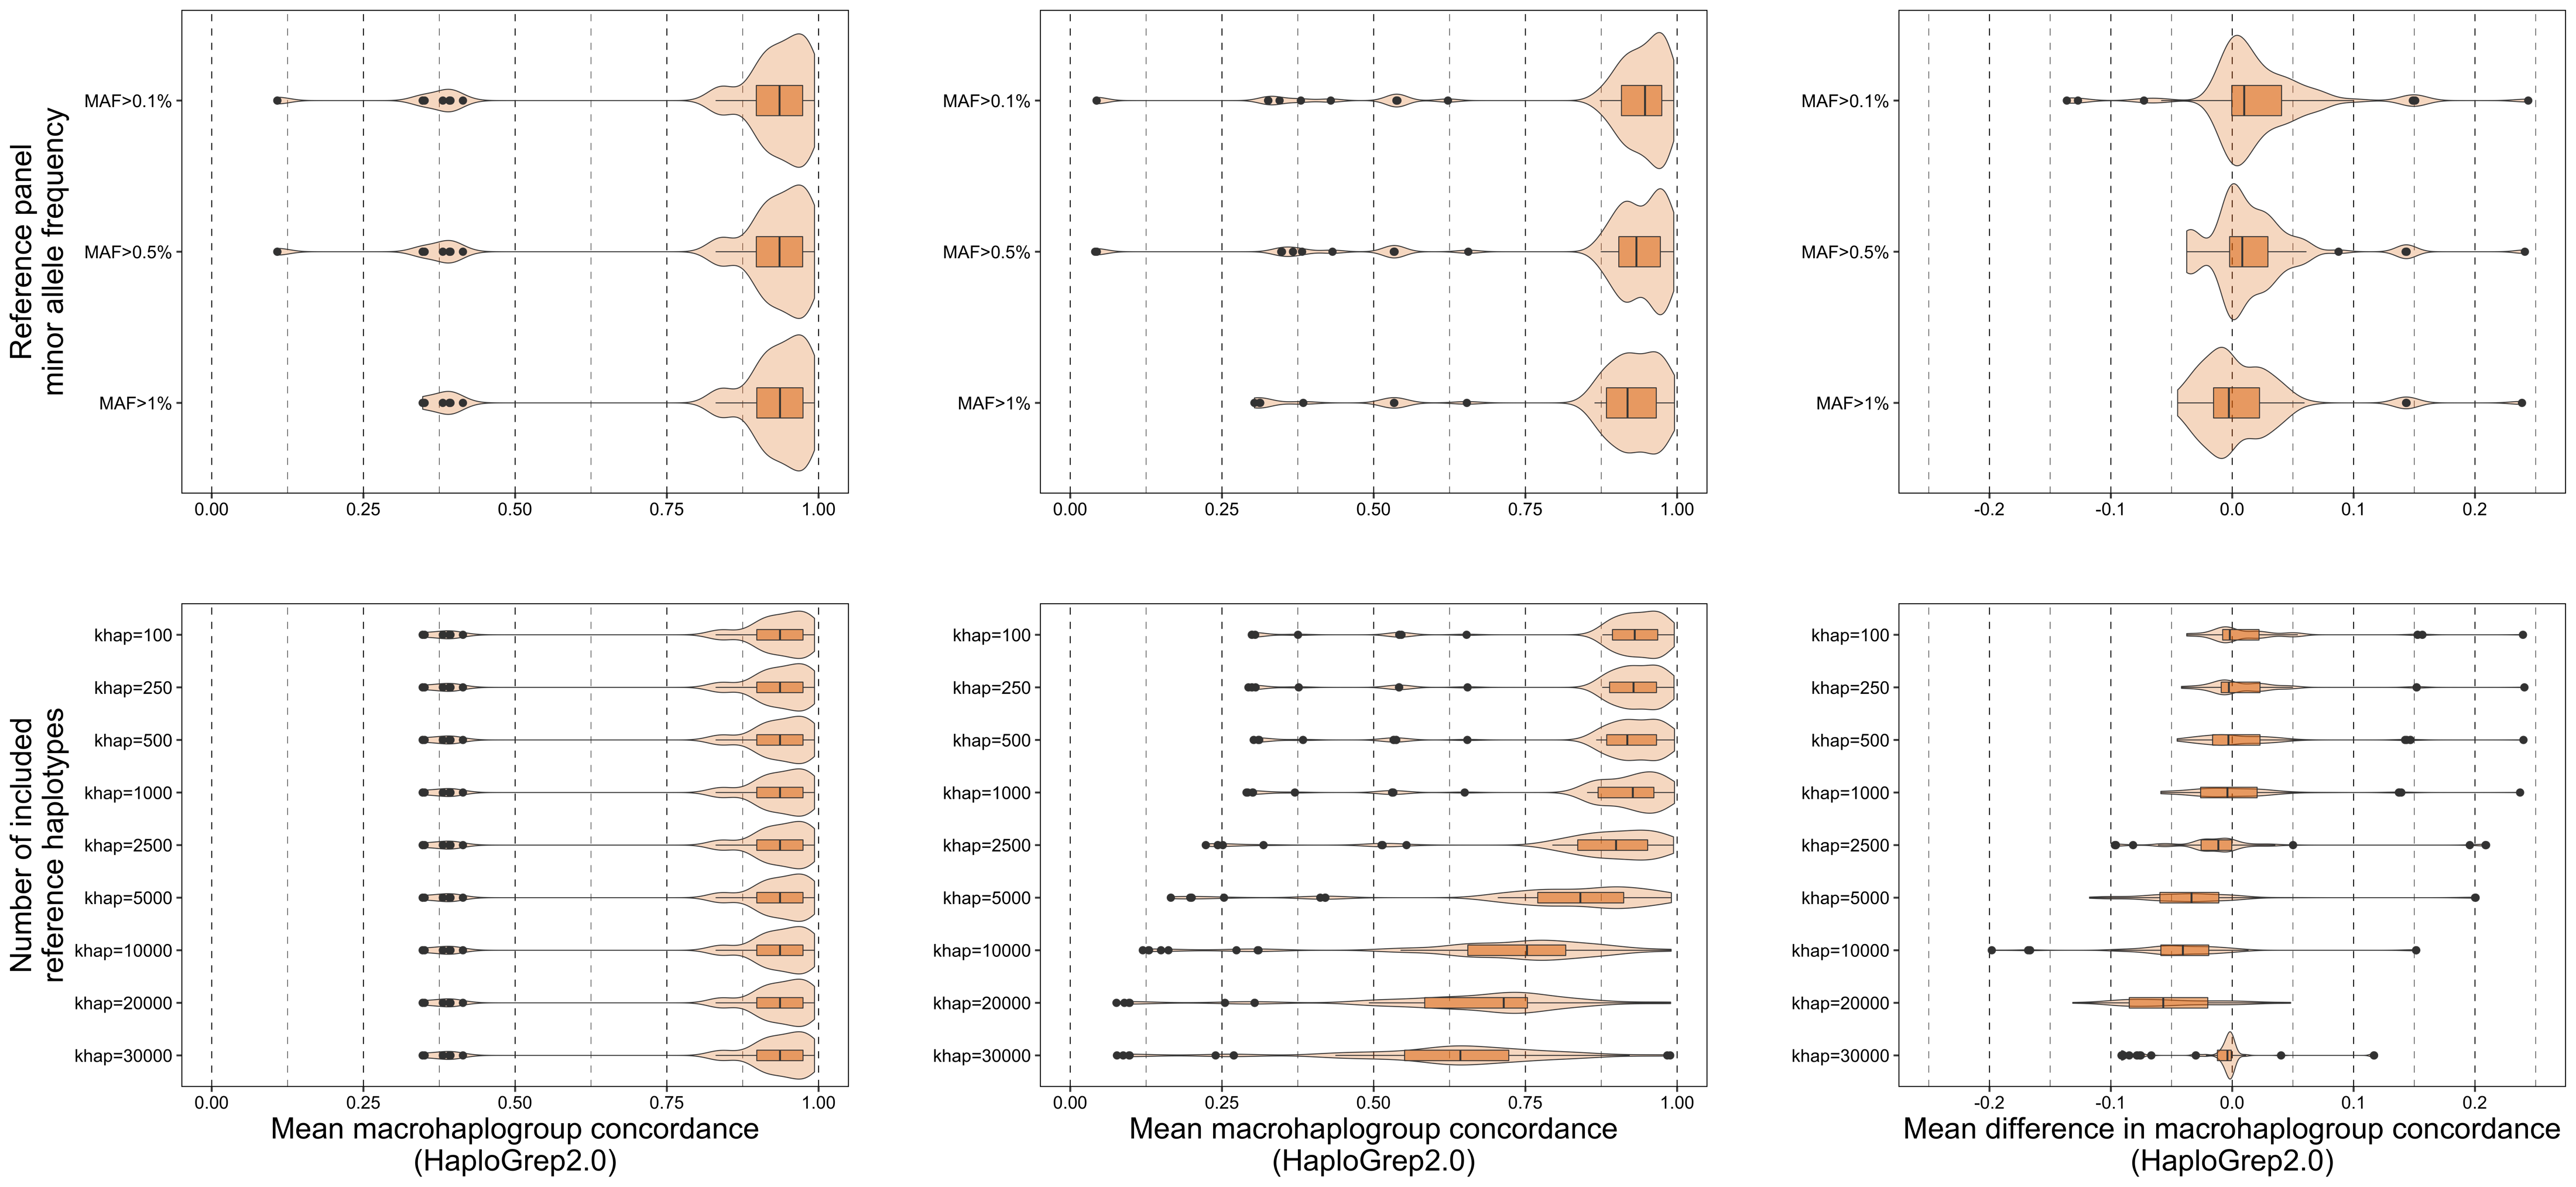 Reference panel
minor allele frequency
MAF>0.1%
MAF>0.5%
MAF>1%
0.00 0.25 0.50 0.75 1.00
MAF>0.1%
MAF>0.5%
MAF>1%
0.00 0.25 0.50 0.75 1.00
MAF>0.1%
MAF>0.5%
MAF>1%
-0.2 -0.1 0.0 0.1 0.2
Number of included
reference haplotypes
khap=100
khap=250
khap=500
khap=1000
khap=2500
khap=5000
khap=10000
khap=20000
khap=30000
0.00 0.25 0.50 0.75 1.00
Mean macrohaplogroup concordance
(HaploGrep2.0)
khap=100
khap=250
khap=500
khap=1000
khap=2500
khap=5000
khap=10000
khap=20000
khap=30000
0.00 0.25 0.50 0.75 1.00
Mean macrohaplogroup concordance
(HaploGrep2.0)
khap=100
khap=250
khap=500
khap=1000
khap=2500
khap=5000
khap=10000
khap=20000
khap=30000
-0.2 -0.1 0.0 0.1 0.2
Mean difference in macrohaplogroup concordance
(HaploGrep2.0)